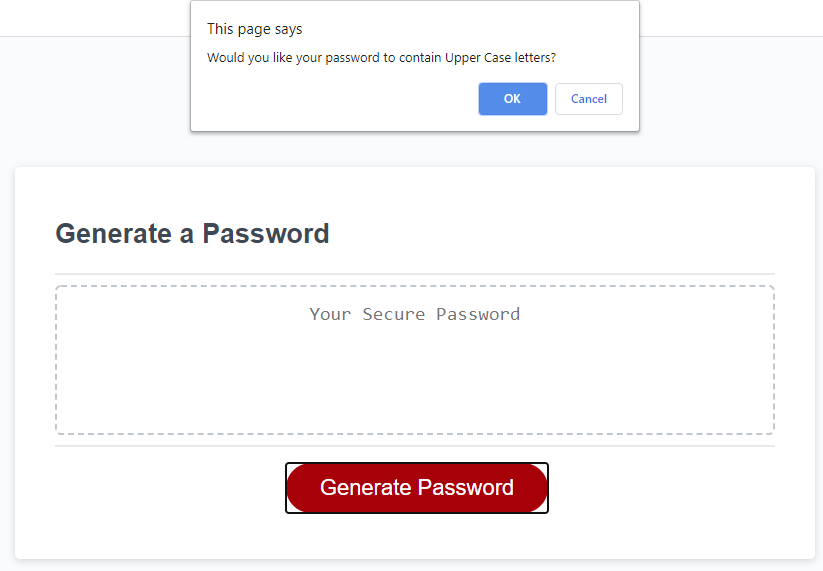 This page says
Would you like your password to contain Upper Case letters?
OK
Cancel
Generate a Password
Your Secure Password
Generate Password